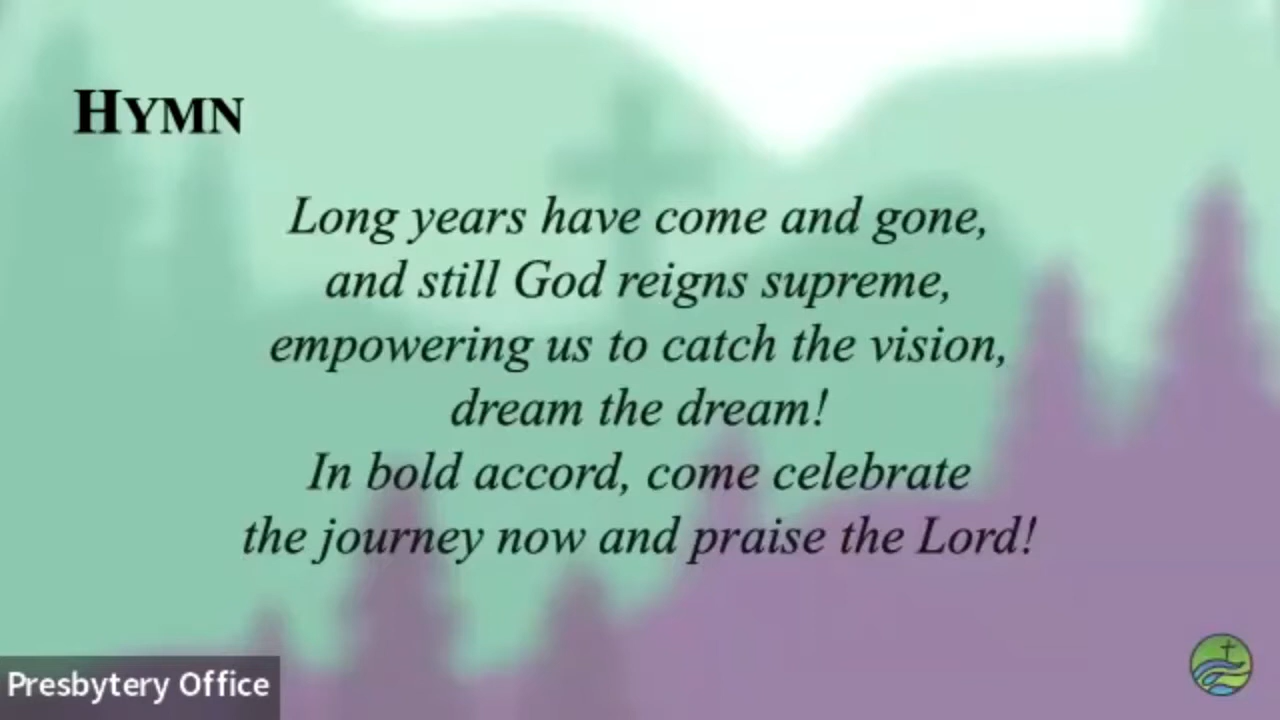 HYMN
Long years have come and gone,
and still God reigns supreme,
empowering us to catch the vision,
dream the dream!
In bold accord, come celebrate
the journey now and praise the Lord!
Presbytery Office